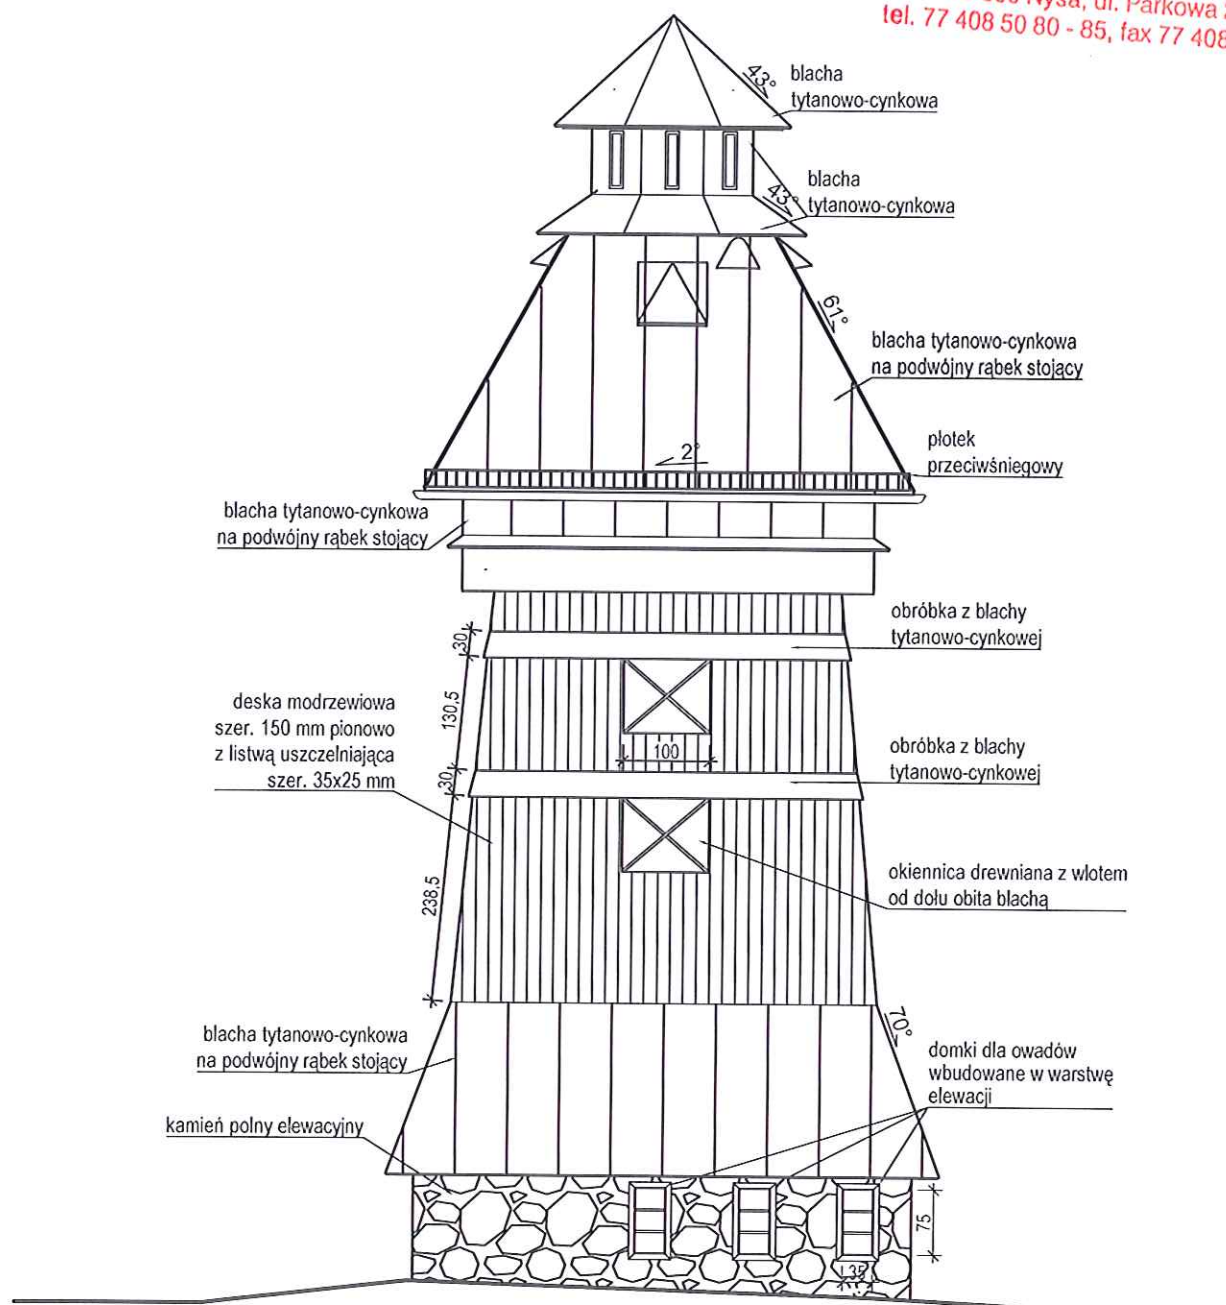 Nysa, ul. Parkowa
tel. 77 408 50 80 - 85, fax 77 408
43°
blacha
tytanowo-cynkowa
blacha
43°
tytanowo-cynkowa
61°
blacha tytanowo-cynkowa
na podwójny rąbek stojący
płotek
przeciwśniegowy
2°
blacha tytanowo-cynkowa
na podwójny rąbek stojący
obróbka z blachy
tytanowo-cynkowej
30
deska modrzewiowa
szer. 150 mm pionowo
z listwą uszczelniająca
szer. 35x25 mm
130,5
100
obróbka z blachy
tytanowo-cynkowej
30
okiennica drewniana z wlotem
od dołu obita blachą
238,5
70°
blacha tytanowo-cynkowa
na podwójny rąbek stojący
domki dla owadów
wbudowane w warstwę
elewacji
kamień polny elewacyjny
75
35